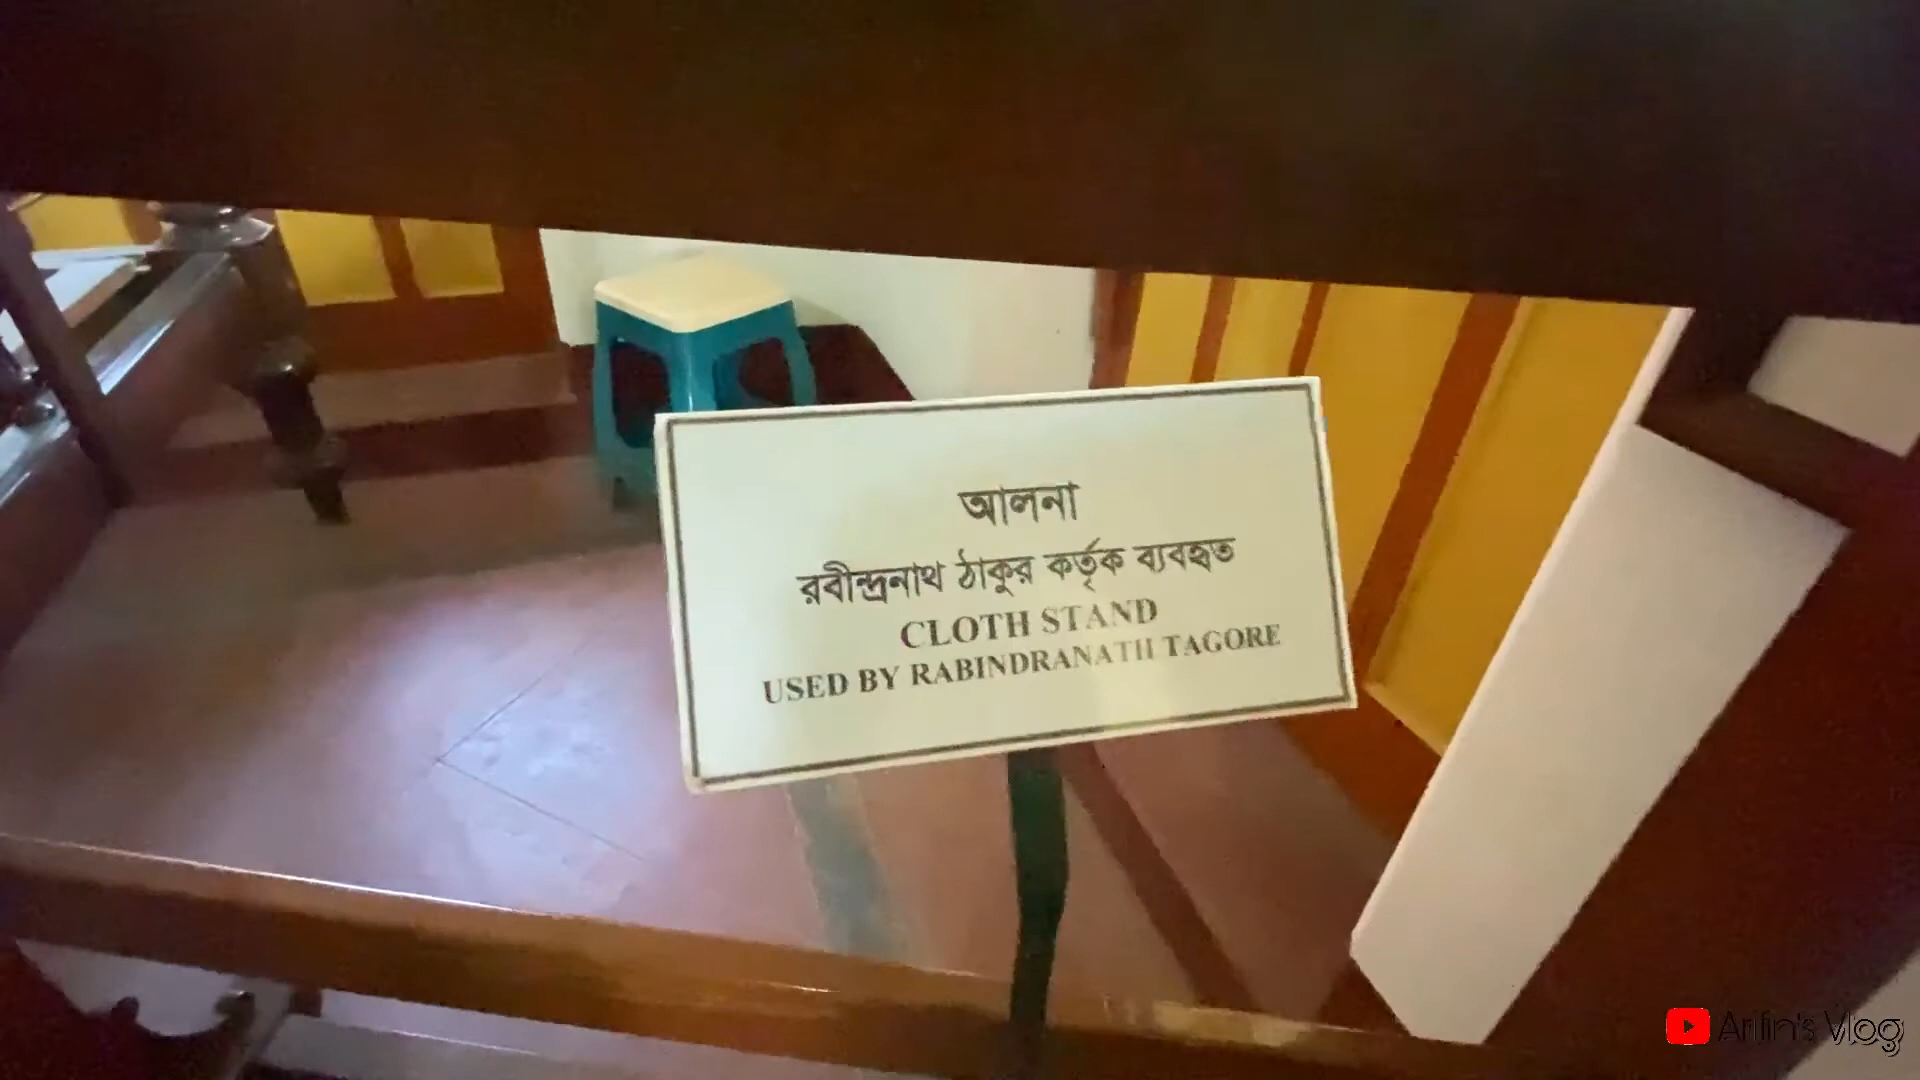 আলনা
রবীন্দ্রনাথ ঠাকুর কর্তৃক ব্যবহৃত
CLOTH STAND
USED BY RABINDRANATH TAGORE
Arifin's Vlog